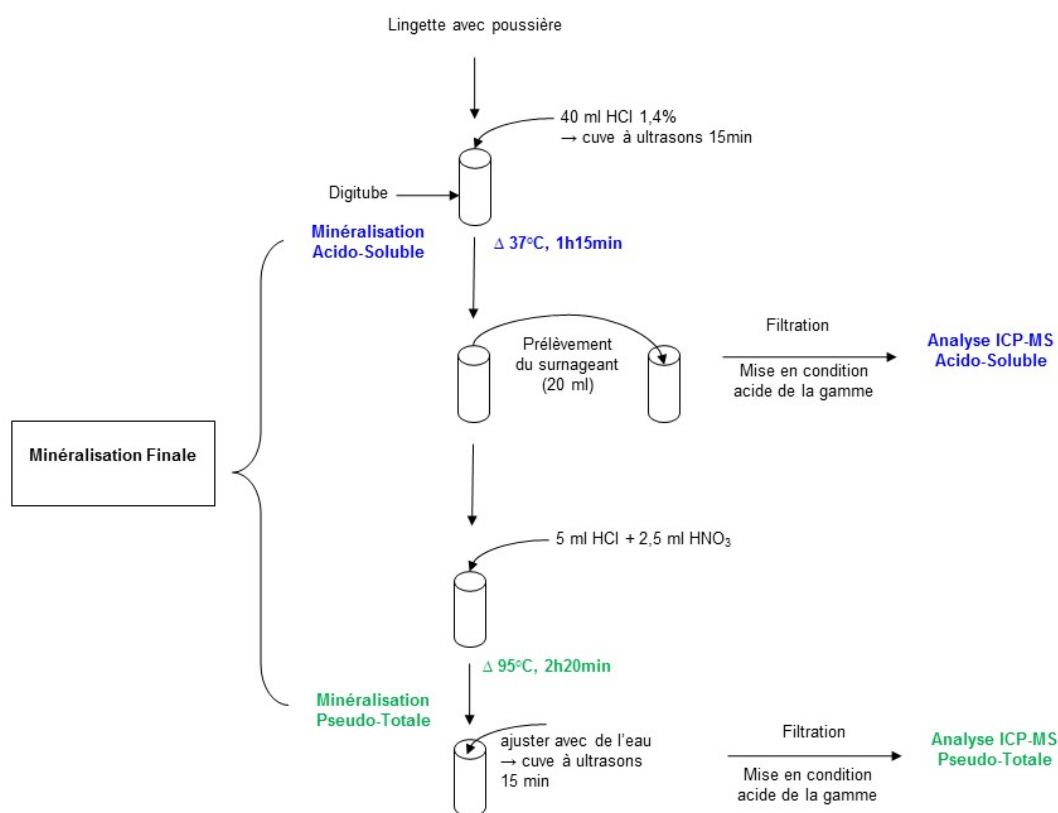 Lingette avec poussière
40 ml HCl 1,4%
→ cuve à ultrasons 15min
Digitube
Minéralisation
Acido-Soluble
Δ 37°C, 1h15min
Prélèvement
du surnageant
(20 ml)
Filtration
Mise en condition
acide de la gamme
Analyse ICP-MS
Acido-Soluble
Minéralisation Finale
5 ml HCl + 2,5 ml HNO₃
Δ 95°C, 2h20min
Minéralisation
Pseudo-Totale
ajuster avec de l'eau
→ cuve à ultrasons
15 min
Filtration
Mise en condition
acide de la gamme
Analyse ICP-MS
Pseudo-Totale